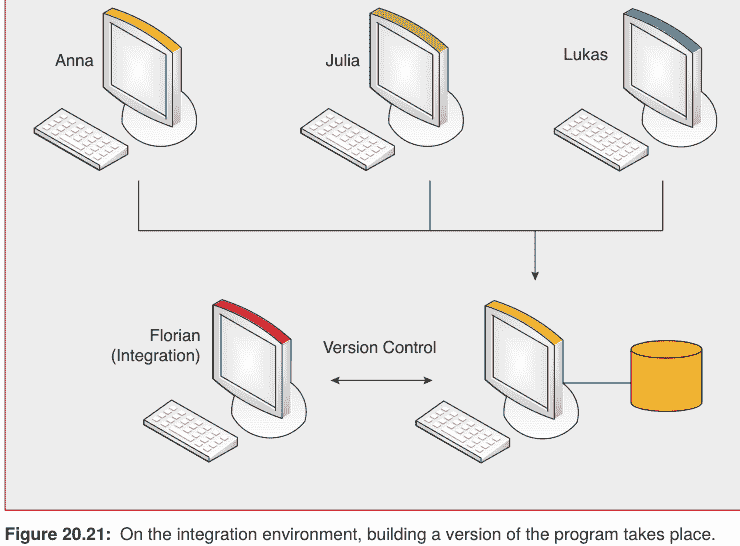 Anna
Julia
Lukas
Florian
(Integration)
Version Control
Figure 20.21: On the integration environment, building a version of the program takes place.